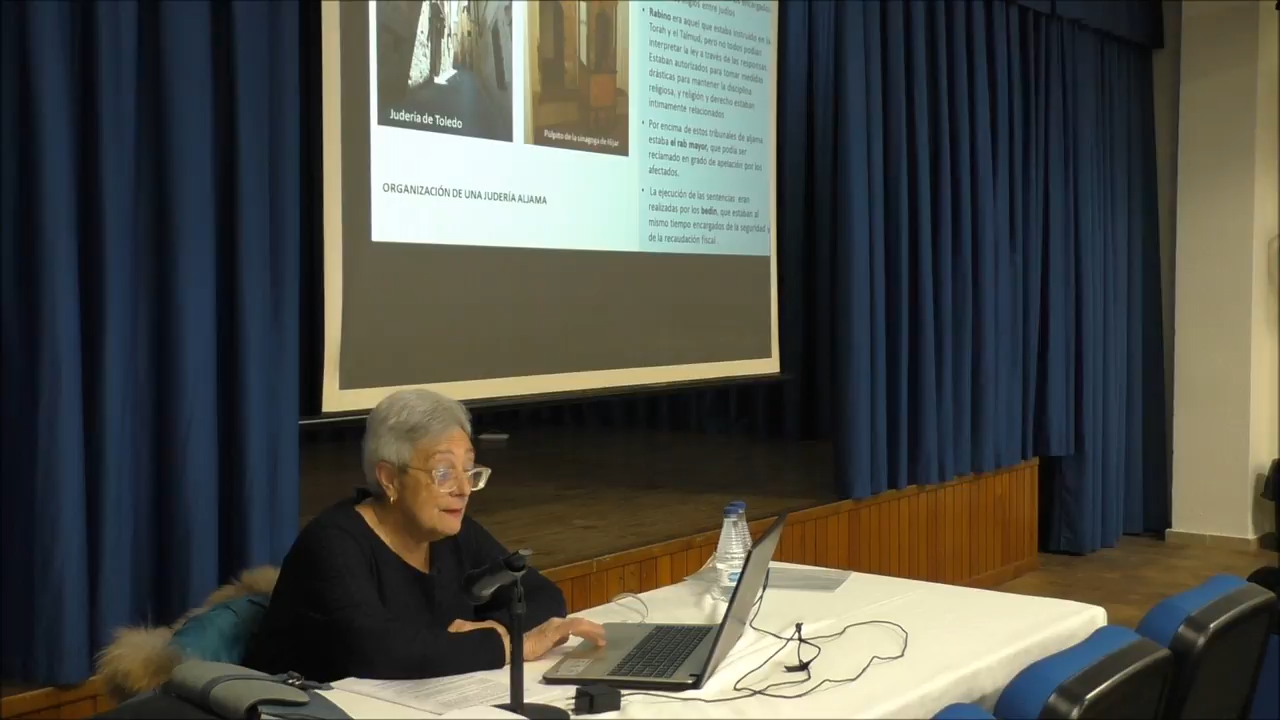 Judería de Toledo
Púlpito de la sinagoga de Híjar
ORGANIZACIÓN DE UNA JUDERÍA ALJAMA
entre judíos
• Rabino era aquel que estaba instruido en la
Torah y el Talmud, pero no todos podían
interpretar la ley a través de las responsas.
Estaban autorizados para tomar medidas
drásticas para mantener la disciplina
religiosa, y religión y derecho estaban
íntimamente relacionados
• Por encima de estos tribunales de aljama
estaba el rab mayor, que podía ser
reclamado en grado de apelación por los
afectados.
• La ejecución de las sentencias eran
realizadas por los bedín, que estaban al
mismo tiempo encargados de la seguridad y
de la recaudación fiscal.